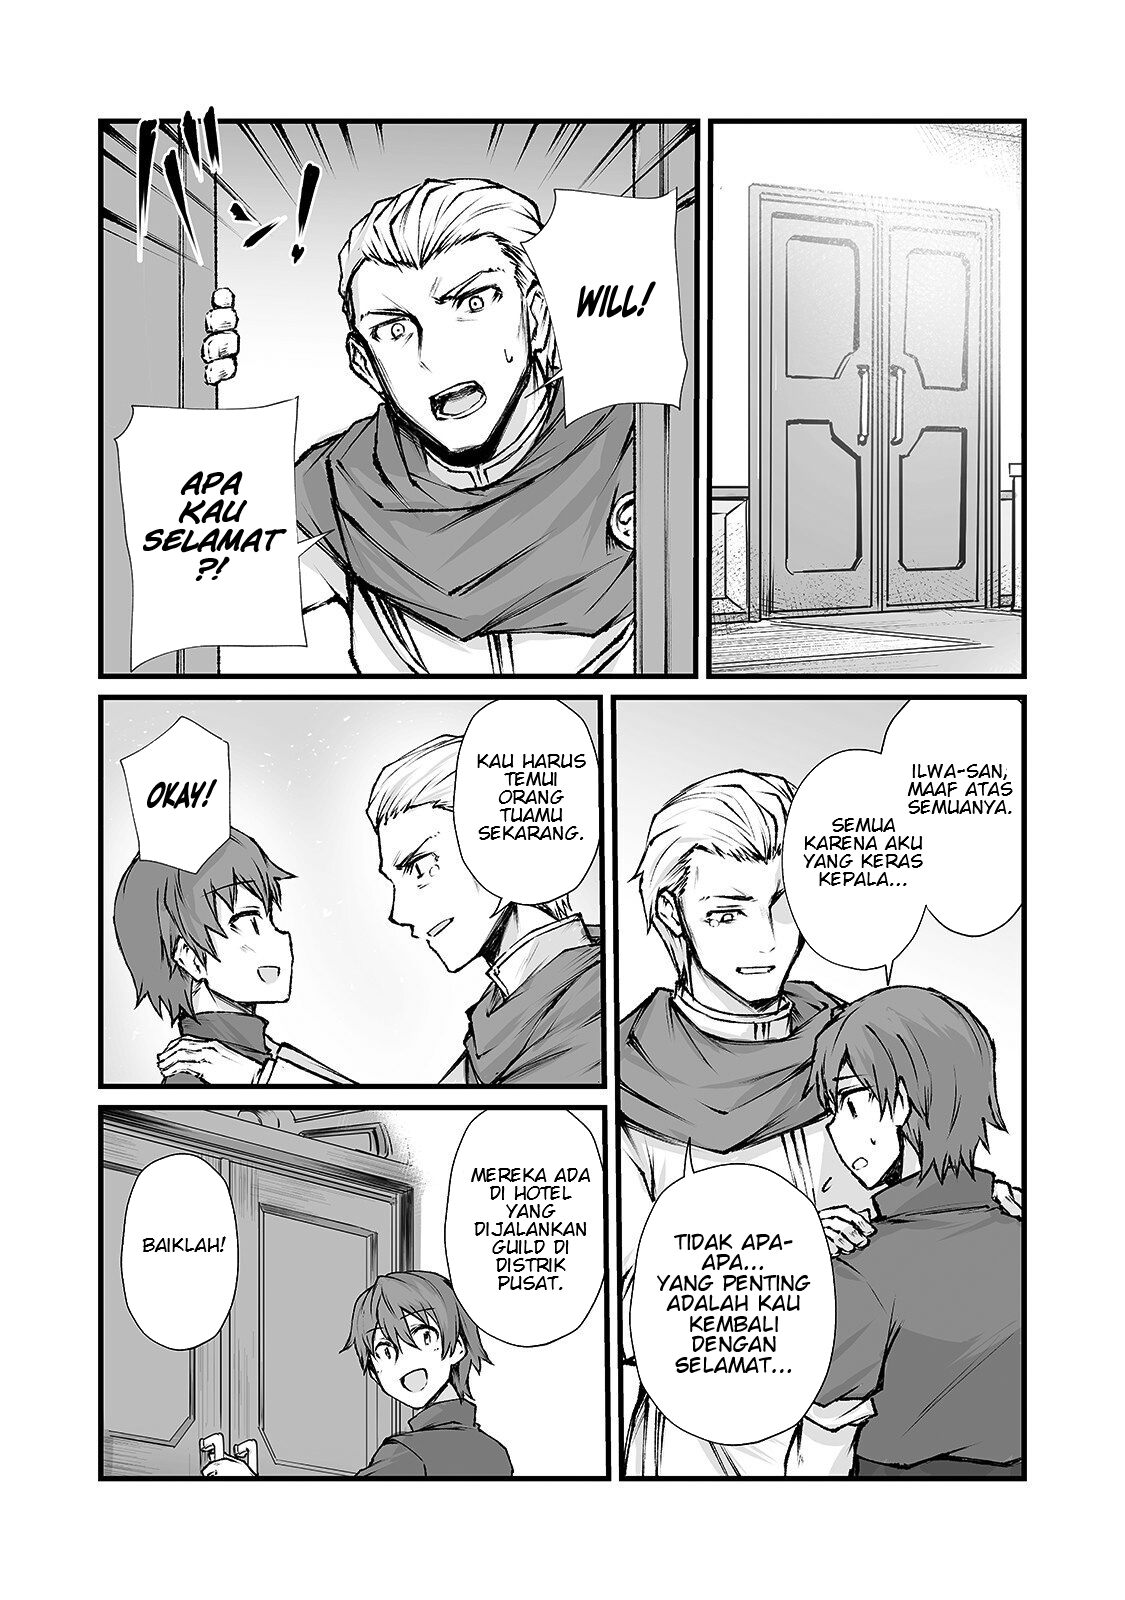 バン!
WILL!
APA
KAU
SELAMAT
?!
ILWA-SAN,
MAAF ATAS
SEMUANYA.
SEMUA
KARENA AKU
YANG KERAS
KEPALA...
TIDAK APA-
APA...
YANG PENTING
ADALAH KAU
KEMBALI
DENGAN
SELAMAT...
KAU HARUS
TEMUI
ORANG
TUAMU
SEKARANG.
OKAY!
MEREKA ADA
DI HOTEL
YANG
DIJALANKAN
GUILD DI
DISTRIK
PUSAT.
BAIKLAH!